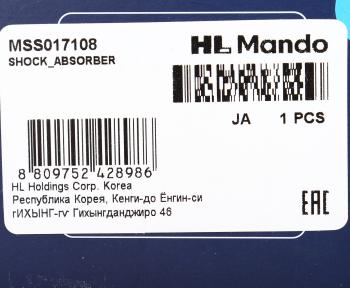 MSS017108
HL Mando
SHOCK_ABSORBER
JA 1 PCS
8 809752 428986
HL Holdings Corp. Korea
Республика Корея, Кенги-до Ёнгин-си
гИХЫНГ-гу Гихынгданджиро 46
EAC